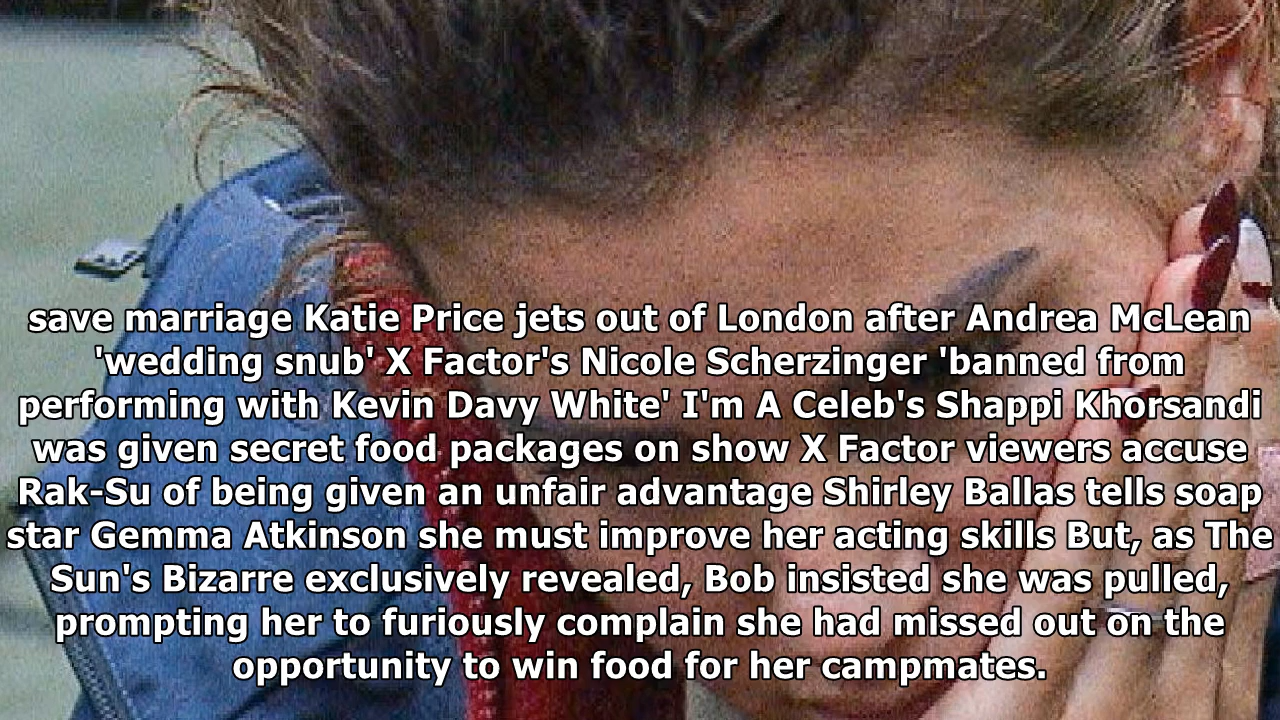 save marriage Katie Price jets out of London after Andrea McLean
'wedding snub' X Factor's Nicole Scherzinger 'banned from
performing with Kevin Davy White' I'm A Celeb's Shappi Khorsandi
was given secret food packages on show X Factor viewers accuse
Rak-Su of being given an unfair advantage Shirley Ballas tells soap
star Gemma Atkinson she must improve her acting skills But, as The
Sun's Bizarre exclusively revealed, Bob insisted she was pulled,
prompting her to furiously complain she had missed out on the
opportunity to win food for her campmates.